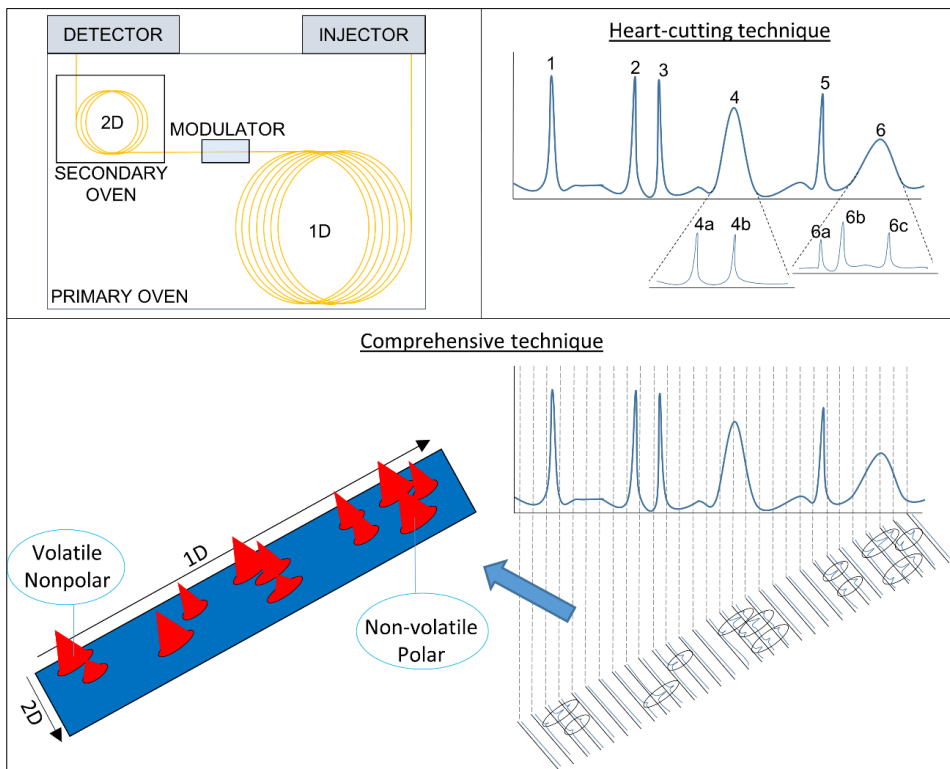 DETECTOR
INJECTOR
2D
MODULATOR
SECONDARY
OVEN
1D
PRIMARY OVEN
Heart-cutting technique
1
2
3
4
5
6
4a
4b
6a
6b
6c
Comprehensive technique
1D
Volatile
Nonpolar
Non-volatile
Polar
2D